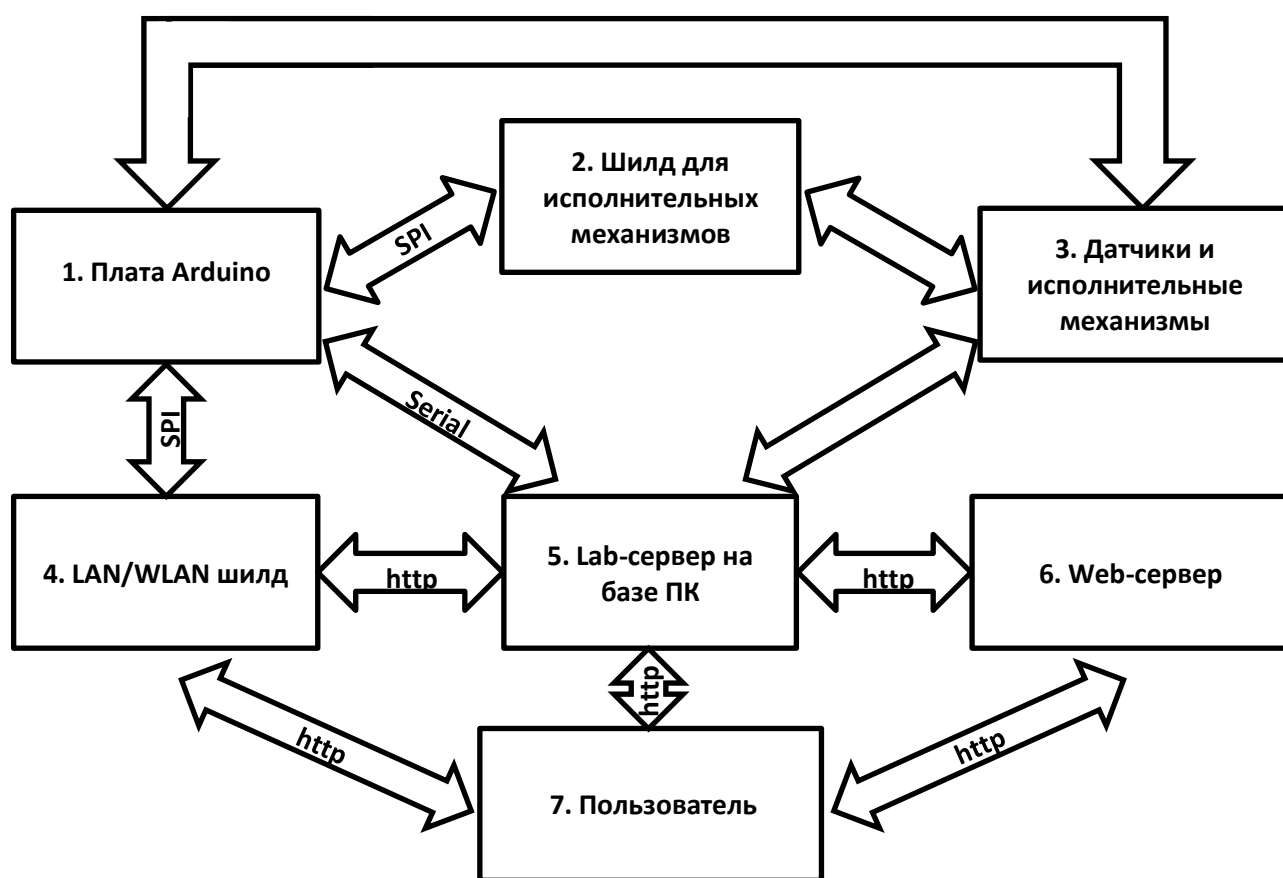 2. Шилд для
исполнительных
механизмов
SPI
1. Плата Arduino
3. Датчики и
исполнительные
механизмы
Serial
SPI
4. LAN/WLAN шилд
http
5. Lab-сервер на
базе ПК
http
6. Web-сервер
http
http
http
7. Пользователь